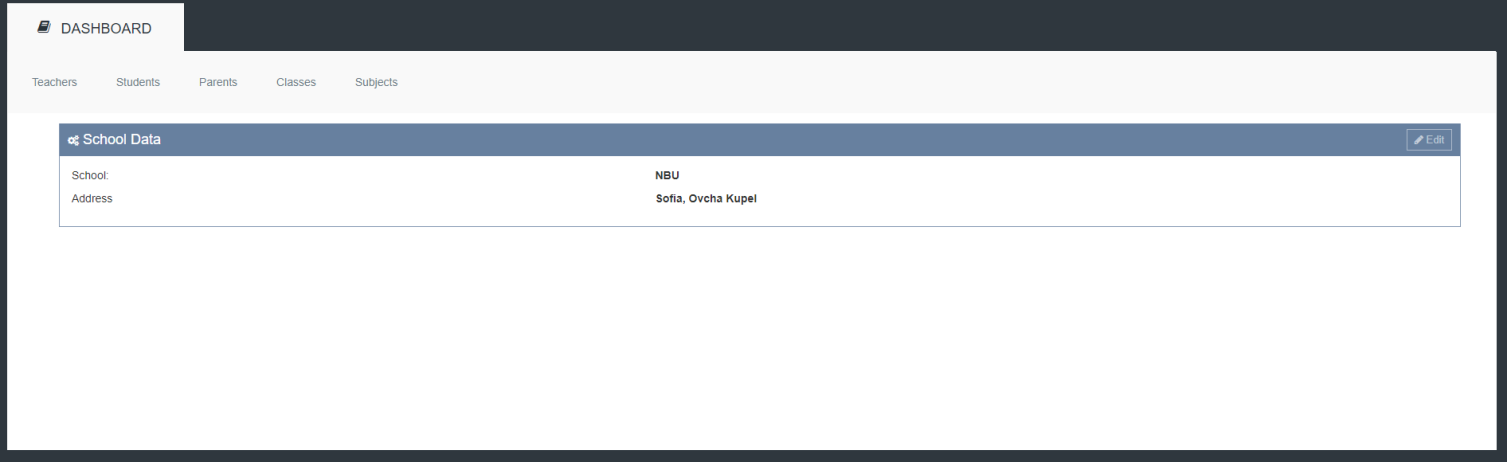 DASHBOARD
Teachers Students Parents Classes Subjects
School Data Edit
School: NBU
Address Sofia, Ovcha Kupel